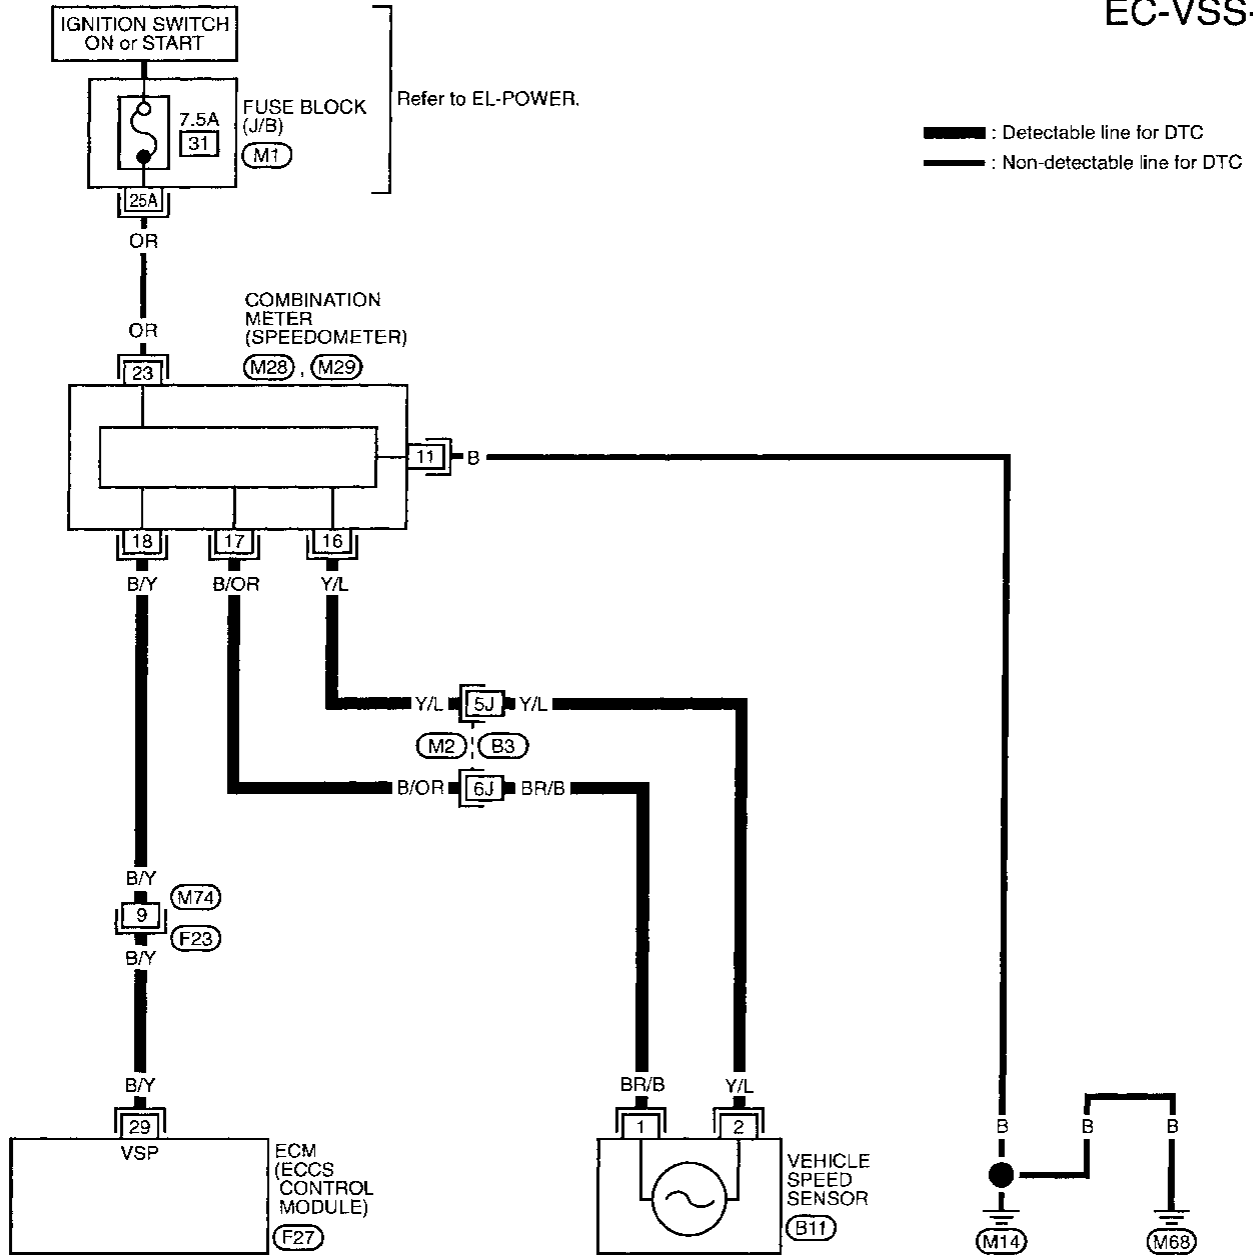 EC-VSS-
IGNITION SWITCH
ON or START
FUSE BLOCK
(J/B)
7.5A
31
M1
Refer to EL-POWER.
: Detectable line for DTC
: Non-detectable line for DTC
25A
OR
OR
COMBINATION
METER
(SPEEDOMETER)
M28 , M29
23
11 B
18 17 16
B/Y B/OR Y/L
Y/L 5J Y/L
M2 B3
B/OR 6J BR/B
B/Y
M74
9
F23
B/Y
B/Y BR/B Y/L
29 1 2
B B B
VSP
ECM
(ECCS
CONTROL
MODULE)
F27
VEHICLE
SPEED
SENSOR
B11
M14 M68